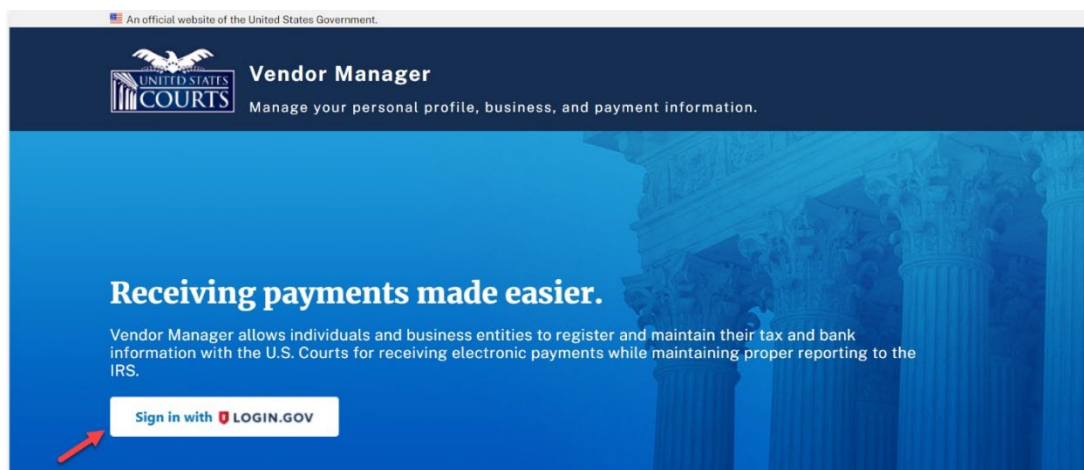 An official website of the United States Government.
UNITED STATES
COURTS
Vendor Manager
Manage your personal profile, business, and payment information.
Receiving payments made easier.
Vendor Manager allows individuals and business entities to register and maintain their tax and bank
information with the U.S. Courts for receiving electronic payments while maintaining proper reporting to the
IRS.
Sign in with LOGIN.GOV